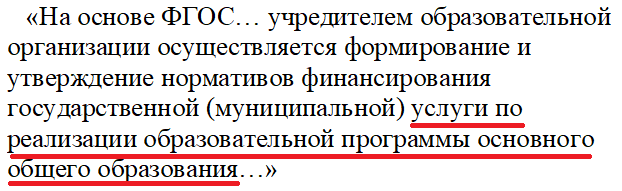 «На основе ФГОС… учредителем образовательной
организации осуществляется формирование и
утверждение нормативов финансирования
государственной (муниципальной) услуги по
реализации образовательной программы основного
общего образования…»